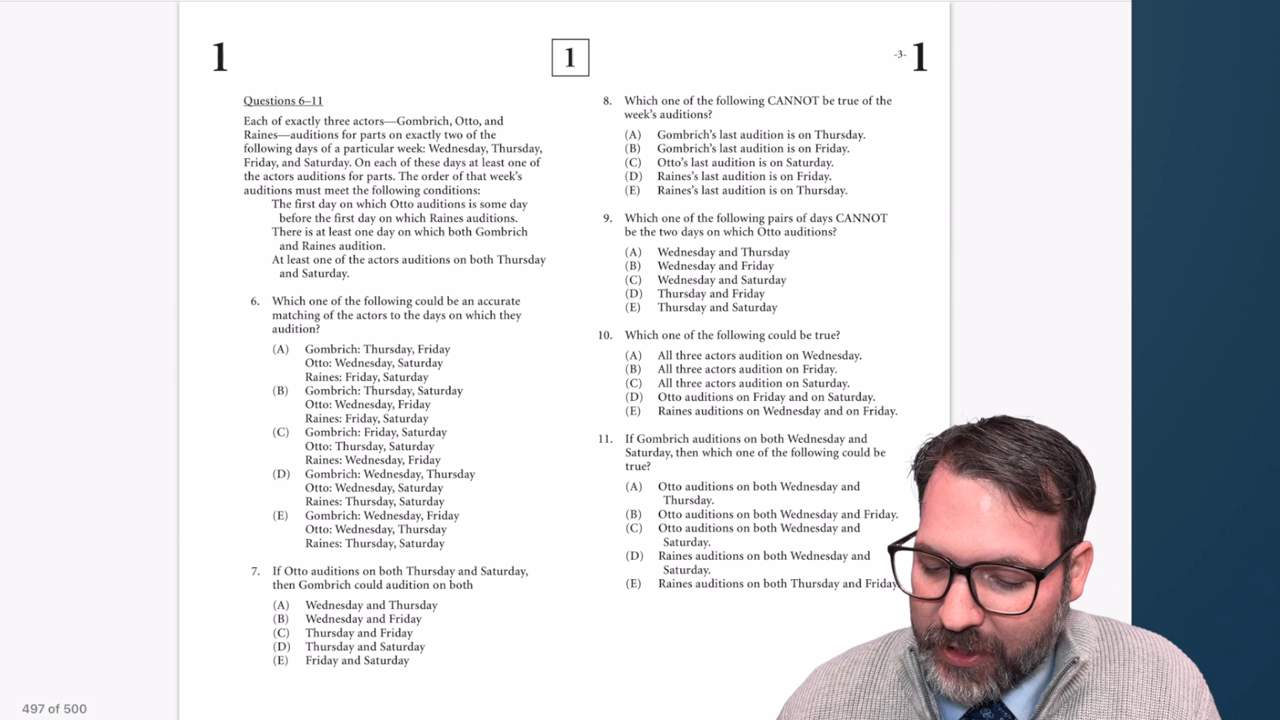 1
1
-3- 1
Questions 6–11
Each of exactly three actors—Gombrich, Otto, and
Raines—auditions for parts on exactly two of the
following days of a particular week: Wednesday, Thursday,
Friday, and Saturday. On each of these days at least one of
the actors auditions for parts. The order of that week’s
auditions must meet the following conditions:
The first day on which Otto auditions is some day
before the first day on which Raines auditions.
There is at least one day on which both Gombrich
and Raines audition.
At least one of the actors auditions on both Thursday
and Saturday.
6. Which one of the following could be an accurate
matching of the actors to the days on which they
audition?
(A) Gombrich: Thursday, Friday
Otto: Wednesday, Saturday
Raines: Friday, Saturday
(B) Gombrich: Thursday, Saturday
Otto: Wednesday, Friday
Raines: Friday, Saturday
(C) Gombrich: Friday, Saturday
Otto: Thursday, Saturday
Raines: Wednesday, Friday
(D) Gombrich: Wednesday, Thursday
Otto: Wednesday, Saturday
Raines: Thursday, Saturday
(E) Gombrich: Wednesday, Friday
Otto: Wednesday, Thursday
Raines: Thursday, Saturday
7. If Otto auditions on both Thursday and Saturday,
then Gombrich could audition on both
(A) Wednesday and Thursday
(B) Wednesday and Friday
(C) Thursday and Friday
(D) Thursday and Saturday
(E) Friday and Saturday
8. Which one of the following CANNOT be true of the
week’s auditions?
(A) Gombrich’s last audition is on Thursday.
(B) Gombrich’s last audition is on Friday.
(C) Otto’s last audition is on Saturday.
(D) Raines’s last audition is on Friday.
(E) Raines’s last audition is on Thursday.
9. Which one of the following pairs of days CANNOT
be the two days on which Otto auditions?
(A) Wednesday and Thursday
(B) Wednesday and Friday
(C) Wednesday and Saturday
(D) Thursday and Friday
(E) Thursday and Saturday
10. Which one of the following could be true?
(A) All three actors audition on Wednesday.
(B) All three actors audition on Friday.
(C) All three actors audition on Saturday.
(D) Otto auditions on Friday and on Saturday.
(E) Raines auditions on Wednesday and on Friday.
11. If Gombrich auditions on both Wednesday and
Saturday, then which one of the following could be
true?
(A) Otto auditions on both Wednesday and
Thursday.
(B) Otto auditions on both Wednesday and Friday.
(C) Otto auditions on both Wednesday and
Saturday.
(D) Raines auditions on both Wednesday and
Saturday.
(E) Raines auditions on both Thursday and Friday
497 of 500